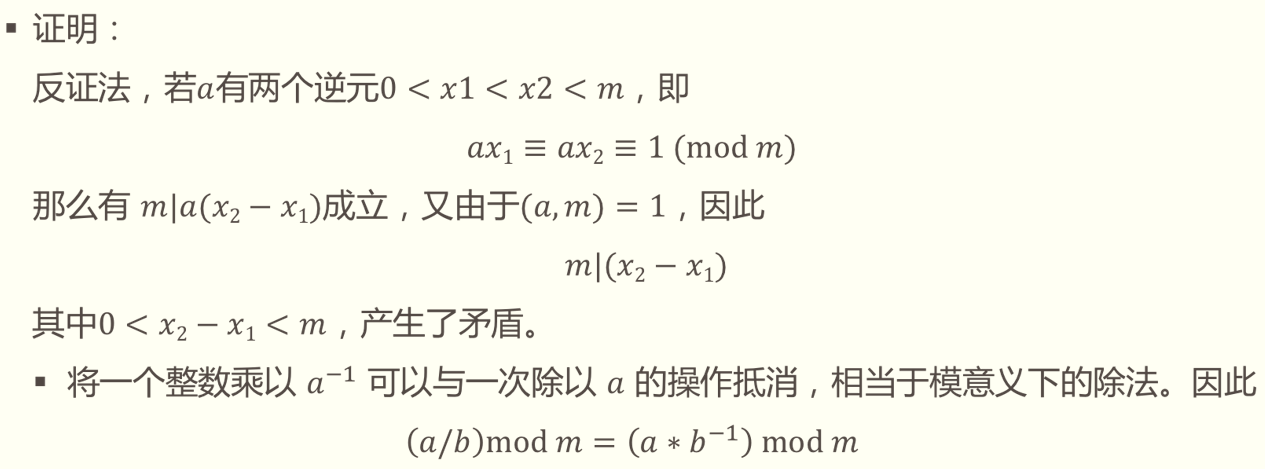 ▪ 证明：
反证法，若𝑎有两个逆元0 < 𝑥1 < 𝑥2 < 𝑚，即
𝑎𝑥₁ ≡ 𝑎𝑥₂ ≡ 1 (mod 𝑚)
那么有 𝑚|𝑎(𝑥₂ − 𝑥₁)成立，又由于(𝑎, 𝑚) = 1，因此
𝑚|(𝑥₂ − 𝑥₁)
其中0 < 𝑥₂ − 𝑥₁ < 𝑚，产生了矛盾。
▪ 将一个整数乘以 𝑎⁻¹ 可以与一次除以 𝑎 的操作抵消，相当于模意义下的除法。因此
(𝑎/𝑏)mod 𝑚 = (𝑎 ∗ 𝑏⁻¹) mod 𝑚